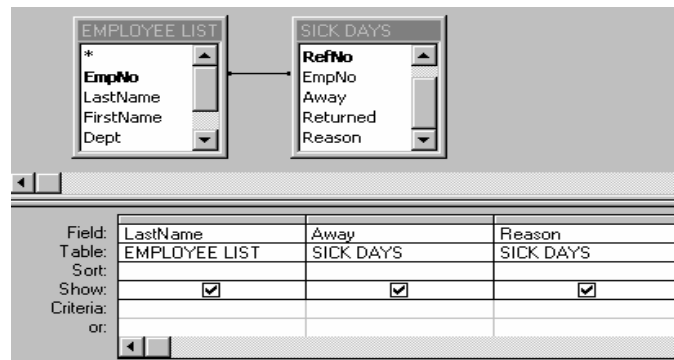 EMPLOYEE LIST
*
EmpNo
LastName
FirstName
Dept
SICK DAYS
RefNo
EmpNo
Away
Returned
Reason
Field: LastName Away Reason
Table: EMPLOYEE LIST SICK DAYS SICK DAYS
Sort:
Show:
Criteria:
or: